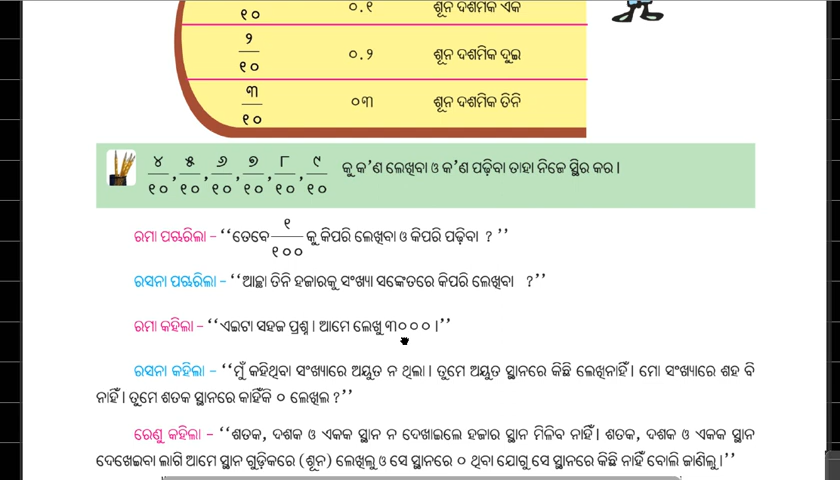 ୧୦ ୦.୧ ଶୂନ ଦଶମିକ ଏକ
୨/୧୦ ୦.୨ ଶୂନ ଦଶମିକ ଦୁଇ
୩/୧୦ ୦୩ ଶୂନ ଦଶମିକ ତିନି
୪/୧୦, ୫/୧୦, ୬/୧୦, ୭/୧୦, ୮/୧୦, ୯/୧୦ କୁ କ’ଣ ଲେଖିବା ଓ କ’ଣ ପଢ଼ିବା ତାହା ନିଜେ ସ୍ଥିର କର।
ରମା ପଚାରିଲା – ‘‘ତେବେ ୧/୧୦୦ କୁ କିପରି ଲେଖିବା ଓ କିପରି ପଢ଼ିବା ? ’’
ରସନା ପଚାରିଲା – ‘‘ଆଚ୍ଛା ତିନି ହଜାରକୁ ସଂଖ୍ୟା ସଙ୍କେତରେ କିପରି ଲେଖିବା ?’’
ରମା କହିଲା – ‘‘ଏଇଟା ସହଜ ପ୍ରଶ୍ନ। ଆମେ ଲେଖୁ ୩୦୦୦।’’
ରସନା କହିଲା – ‘‘ମୁଁ କହିଥିବା ସଂଖ୍ୟାରେ ଅୟୁତ ନ ଥିଲା। ତୁମେ ଅୟୁତ ସ୍ଥାନରେ କିଛି ଲେଖିନାହଁ। ମୋ ସଂଖ୍ୟାରେ ଶହ ବି
ନାହିଁ। ତୁମେ ଶତକ ସ୍ଥାନରେ କାହିଁକି ୦ ଲେଖିଲ ?’’
ରେଣୁ କହିଲା – ‘‘ଶତକ, ଦଶକ ଓ ଏକକ ସ୍ଥାନ ନ ଦେଖାଇଲେ ହଜାର ସ୍ଥାନ ମିଳିବ ନାହିଁ। ଶତକ, ଦଶକ ଓ ଏକକ ସ୍ଥାନ
ଦେଖେଇବା ଲାଗି ଆମେ ସ୍ଥାନ ଗୁଡ଼ିକରେ (ଶୂନ) ଲେଖିଲୁ ଓ ସେ ସ୍ଥାନରେ ୦ ଥିବା ଯୋଗୁ ସେ ସ୍ଥାନରେ କିଛି ନାହିଁ ବୋଲି ଜାଣିଲୁ।’’